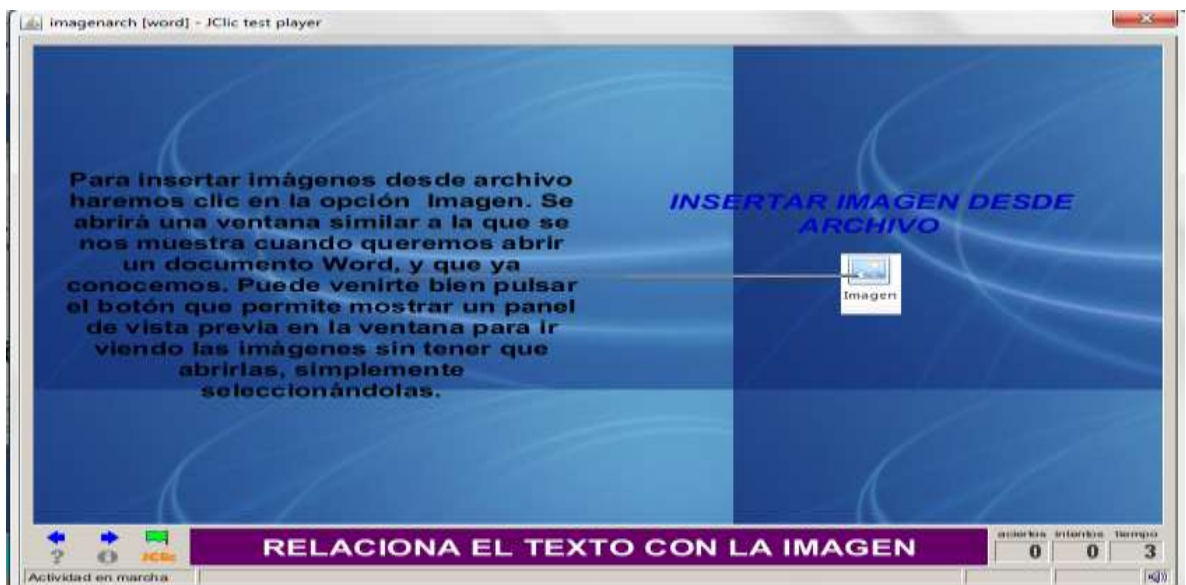 imagenarch [word] - JClic test player
Para insertar imágenes desde archivo
haremos clic en la opción Imagen. Se
abrirá una ventana similar a la que se
nos muestra cuando queremos abrir
un documento Word, y que ya
conocemos. Puede venirte bien pulsar
el botón que permite mostrar un panel
de vista previa en la ventana para ir
viendo las imágenes sin tener que
abrirlas, simplemente
seleccionándolas.
INSERTAR IMAGEN DESDE
ARCHIVO
Imagen
RELACIONA EL TEXTO CON LA IMAGEN
JClic
aciertos intentos tiempo
0 0 3
Actividad en marcha